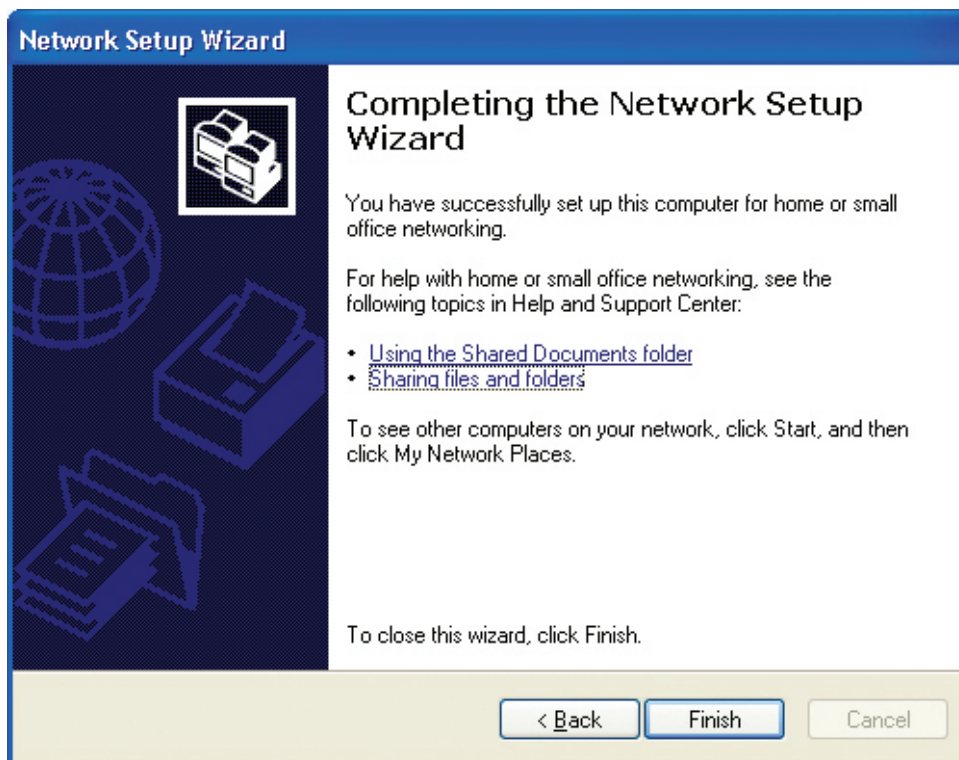 Network Setup Wizard
Completing the Network Setup
Wizard
You have successfully set up this computer for home or small
office networking.
For help with home or small office networking, see the
following topics in Help and Support Center:
• Using the Shared Documents folder
• Sharing files and folders
To see other computers on your network, click Start, and then
click My Network Places.
To close this wizard, click Finish.
< Back Finish Cancel